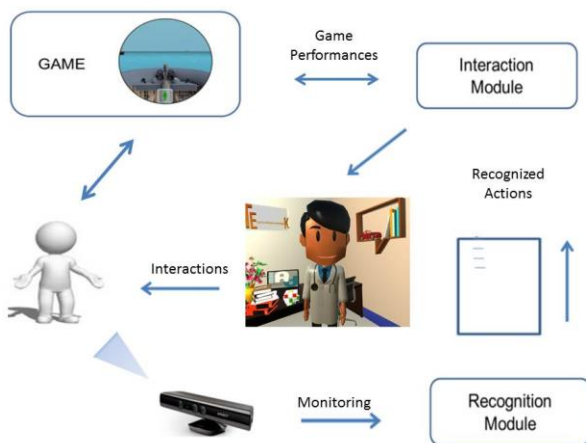 Game
Performances
GAME
Interaction
Module
Recognized
Actions
Interactions
Monitoring
Recognition
Module